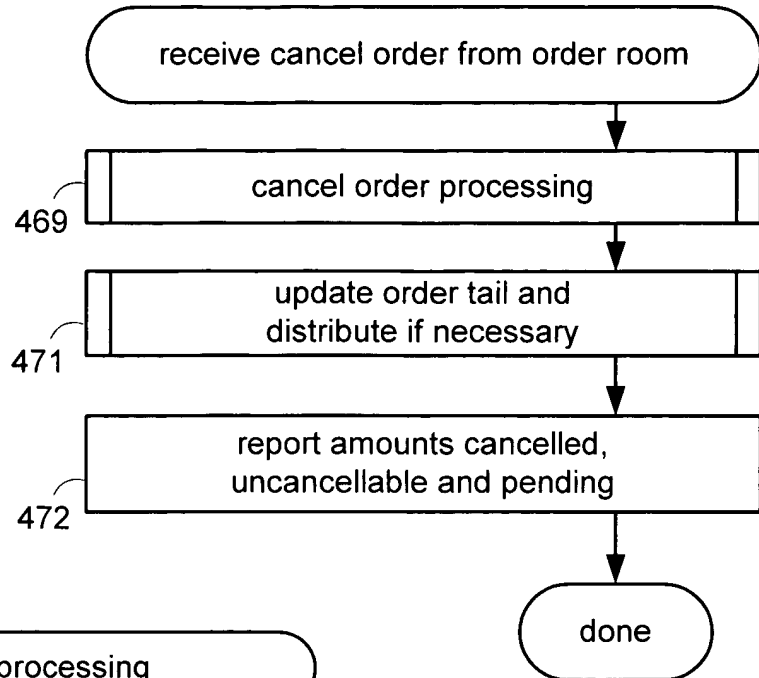 receive cancel order from order room
cancel order processing
469
update order tail and
distribute if necessary
471
report amounts cancelled,
uncancellable and pending
472
done
processing